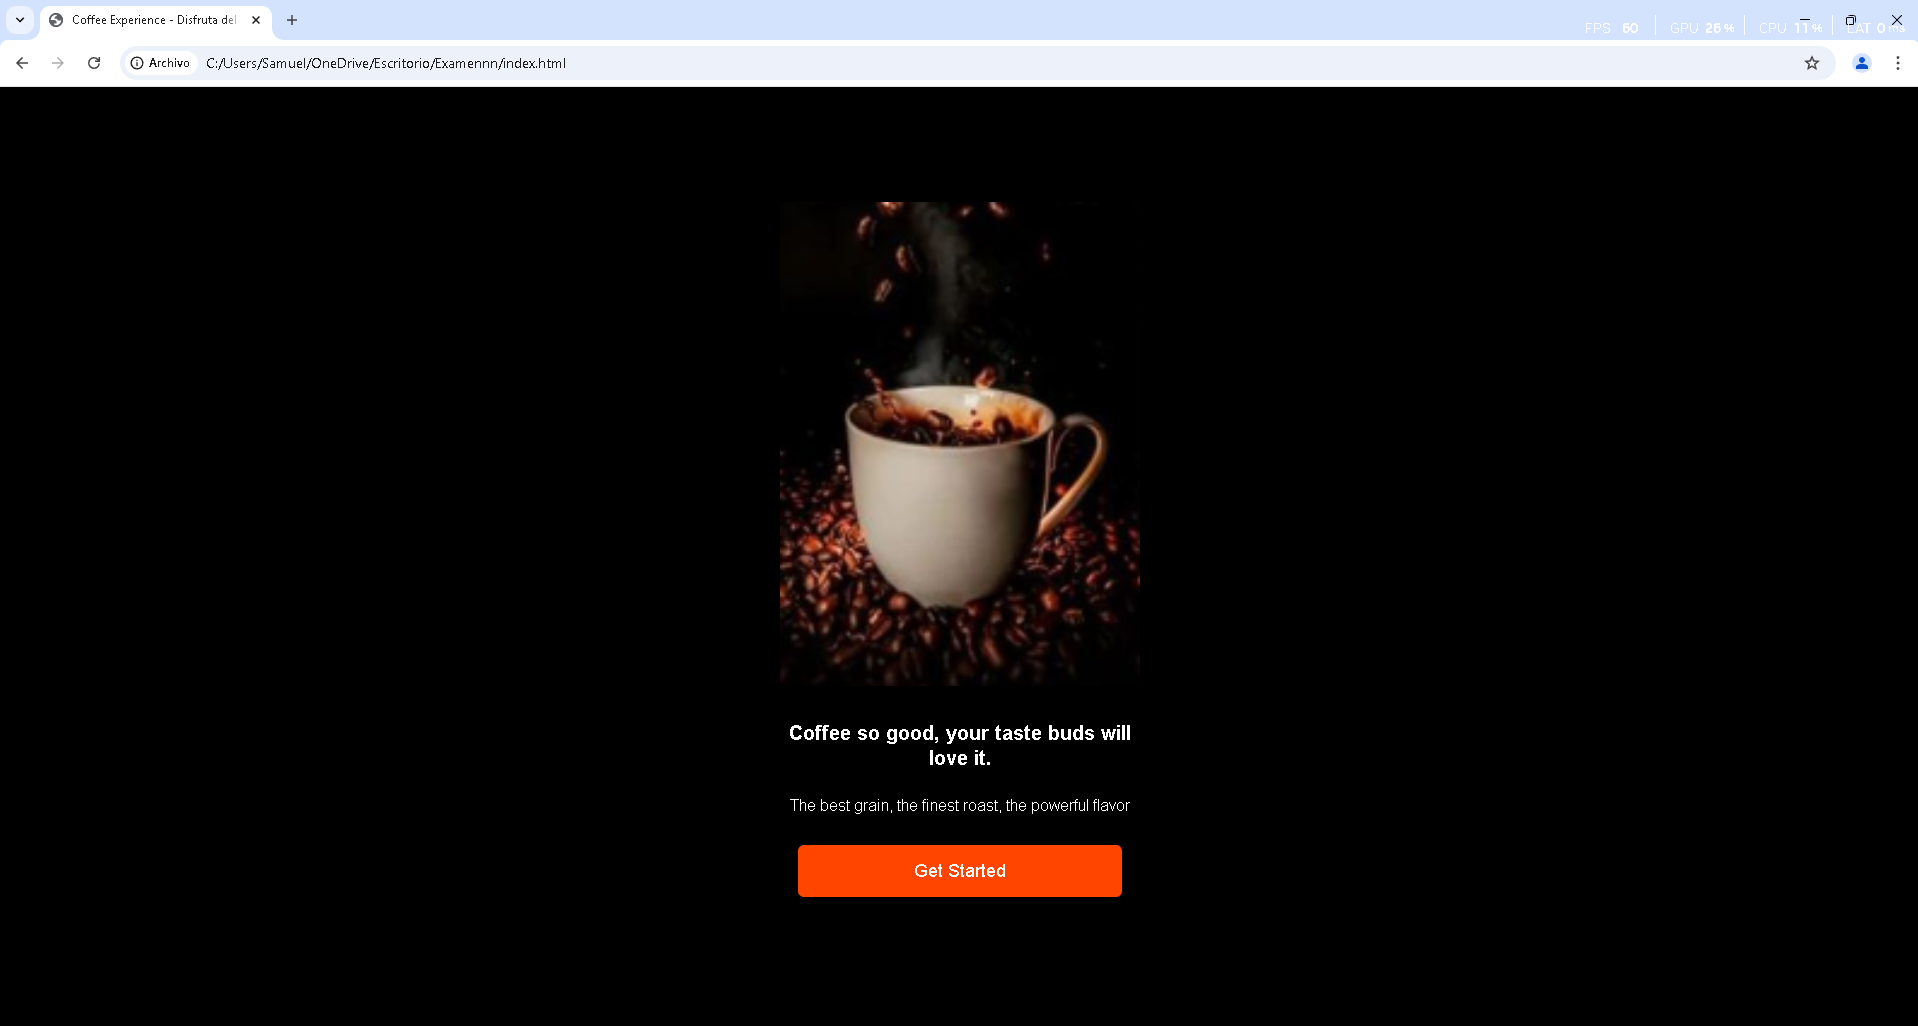 Coffee Experience - Disfruta del
FPS 60 GPU 26% CPU 11% LAT 0 ms
Archivo C:/Users/Samuel/OneDrive/Escritorio/Examennn/index.html
Coffee so good, your taste buds will
love it.
The best grain, the finest roast, the powerful flavor
Get Started